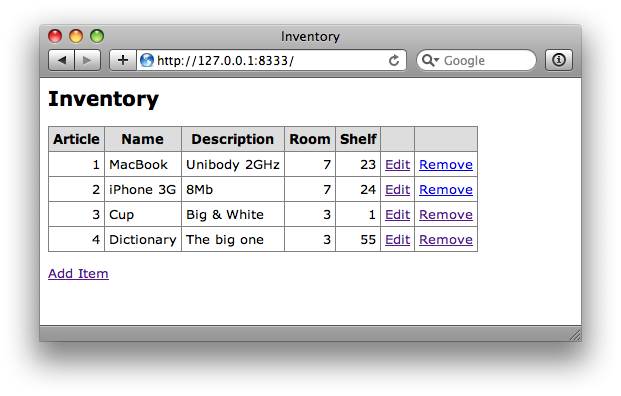 Inventory
http://127.0.0.1:8333/
Google
Inventory
Article Name Description Room Shelf
1 MacBook Unibody 2GHz 7 23 Edit Remove
2 iPhone 3G 8Mb 7 24 Edit Remove
3 Cup Big & White 3 1 Edit Remove
4 Dictionary The big one 3 55 Edit Remove
Add Item